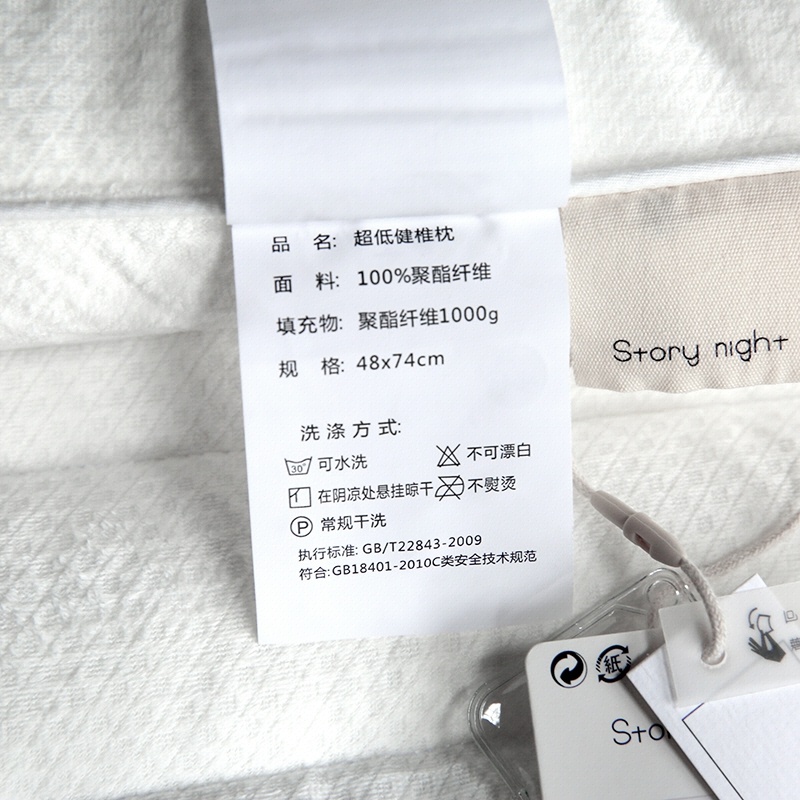 品 名: 超低健椎枕
面 料: 100%聚酯纤维
填充物: 聚酯纤维1000g
规 格: 48x74cm
Story night
洗涤方式:
30° 可水洗
不可漂白
在阴凉处悬挂晾干
不熨烫
P 常规干洗
执行标准: GB/T22843-2009
符合:GB18401-2010C类安全技术规范
紙
Sto